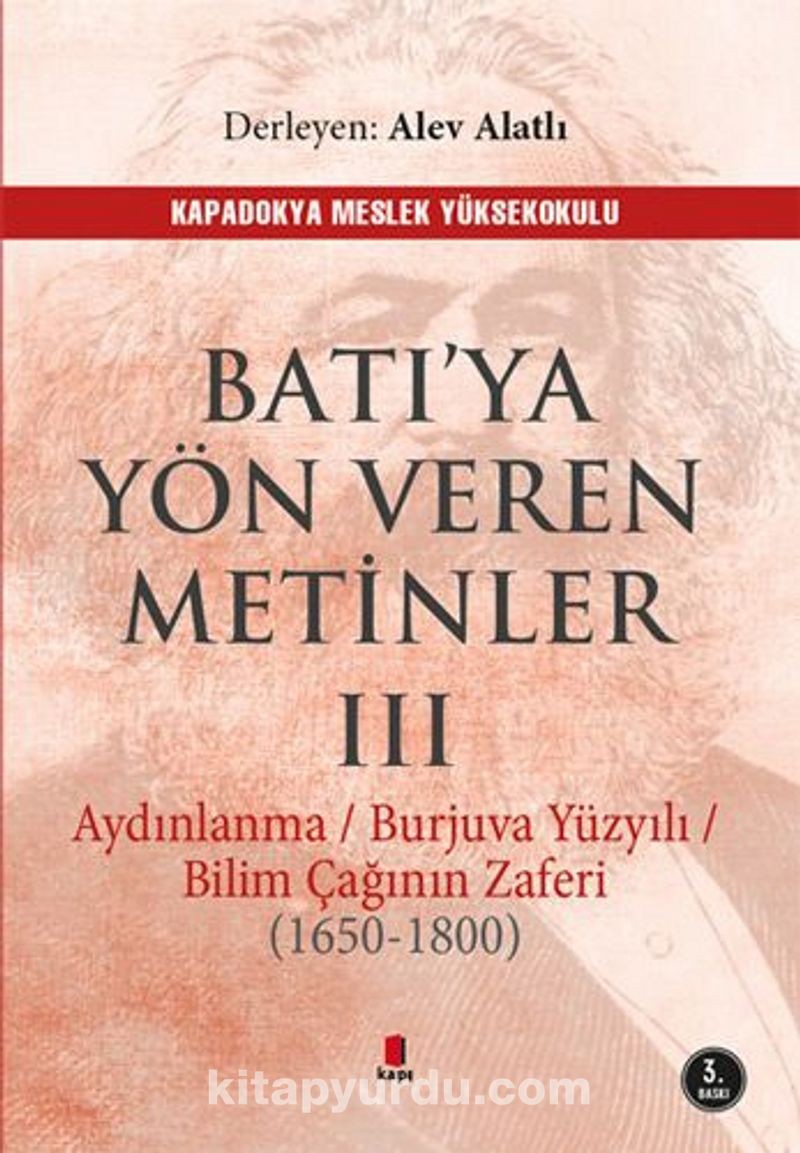 Derleyen: Alev Alatlı
KAPADOKYA MESLEK YÜKSEKOKULU
BATI'YA
YÖN VEREN
METİNLER
III
Aydınlanma / Burjuva Yüzyılı /
Bilim Çağının Zaferi
(1650-1800)
kapı
kitapyurdu.com
3.
BASKI